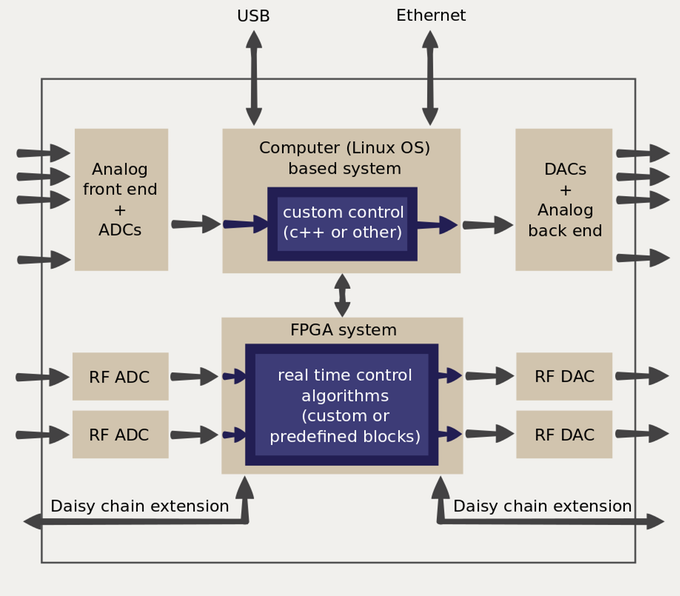 USB
Ethernet
Analog
front end
+
ADCs
Computer (Linux OS)
based system
custom control
(c++ or other)
DACs
+
Analog
back end
FPGA system
real time control
algorithms
(custom or
predefined blocks)
RF ADC
RF ADC
RF DAC
RF DAC
Daisy chain extension
Daisy chain extension